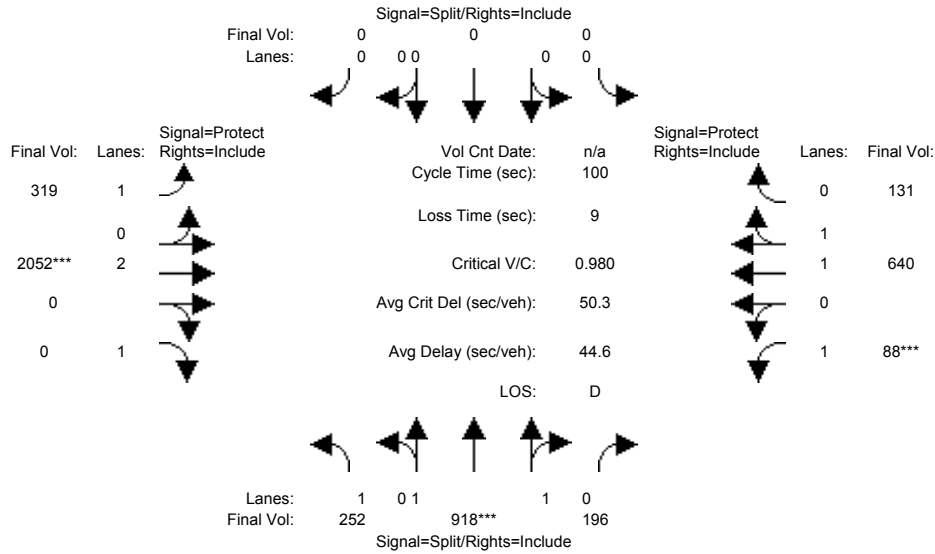 Signal=Split/Rights=Include
Final Vol: 0 0 0
Lanes: 0 0 0 0 0
Signal=Protect Signal=Protect
Final Vol: Lanes: Rights=Include Vol Cnt Date: n/a Rights=Include Lanes: Final Vol:
Cycle Time (sec): 100
319 1 0 131
Loss Time (sec): 9
0 1
2052*** 2 Critical V/C: 0.980 1 640
0 0 Avg Crit Del (sec/veh): 50.3 0
0 1 Avg Delay (sec/veh): 44.6 1 88***
LOS: D
Lanes: 1 0 1 1 0
Final Vol: 252 918*** 196
Signal=Split/Rights=Include